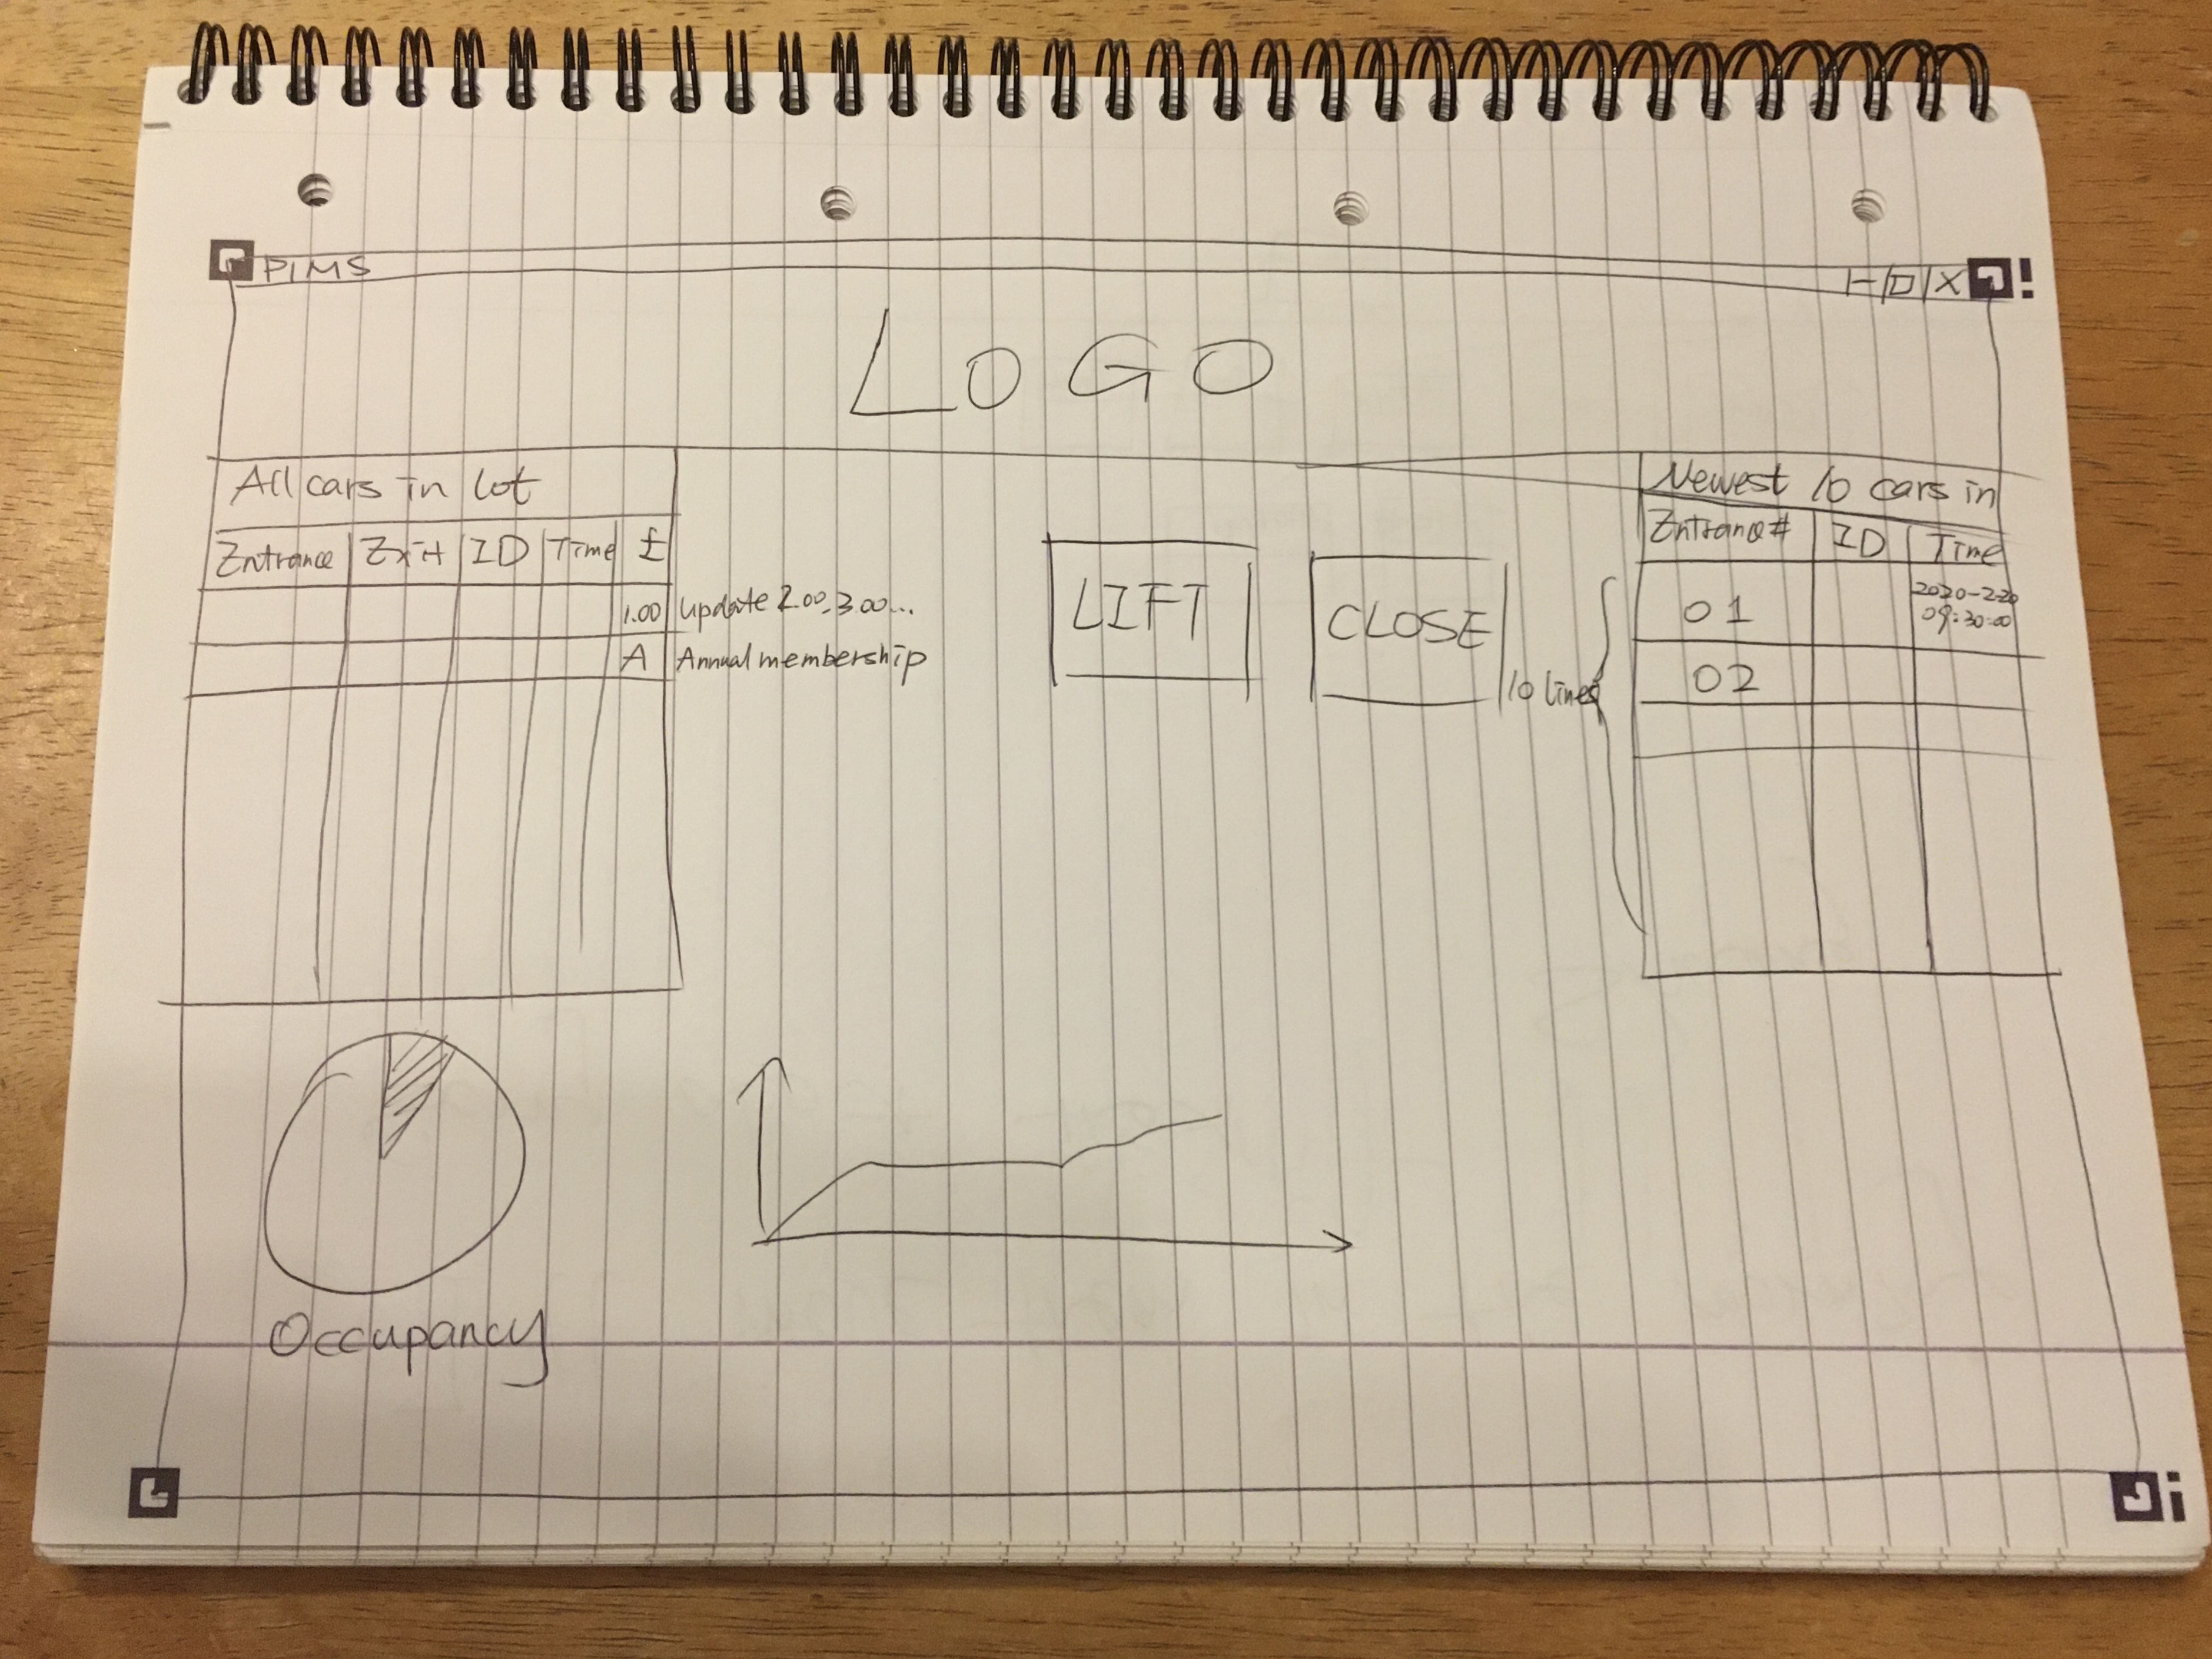 PIMS
LOGO
All cars in lot
Entrance Exit ID Time £
1.00 update 2.00, 3.00...
A Annual membership
LIFT
CLOSE
10 lines
Newest 10 cars in
Entrance# ID Time
01 2020-2-20
09:30:00
02
Occupancy